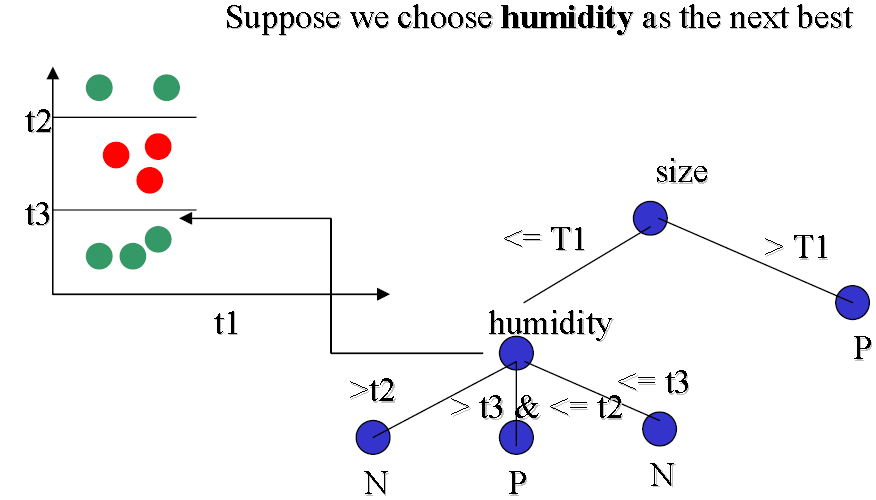 Suppose we choose humidity as the next best
t2
t3
t1
size
<= T1
> T1
humidity
P
>t2
> t3 & <= t2
<= t3
N
P
N